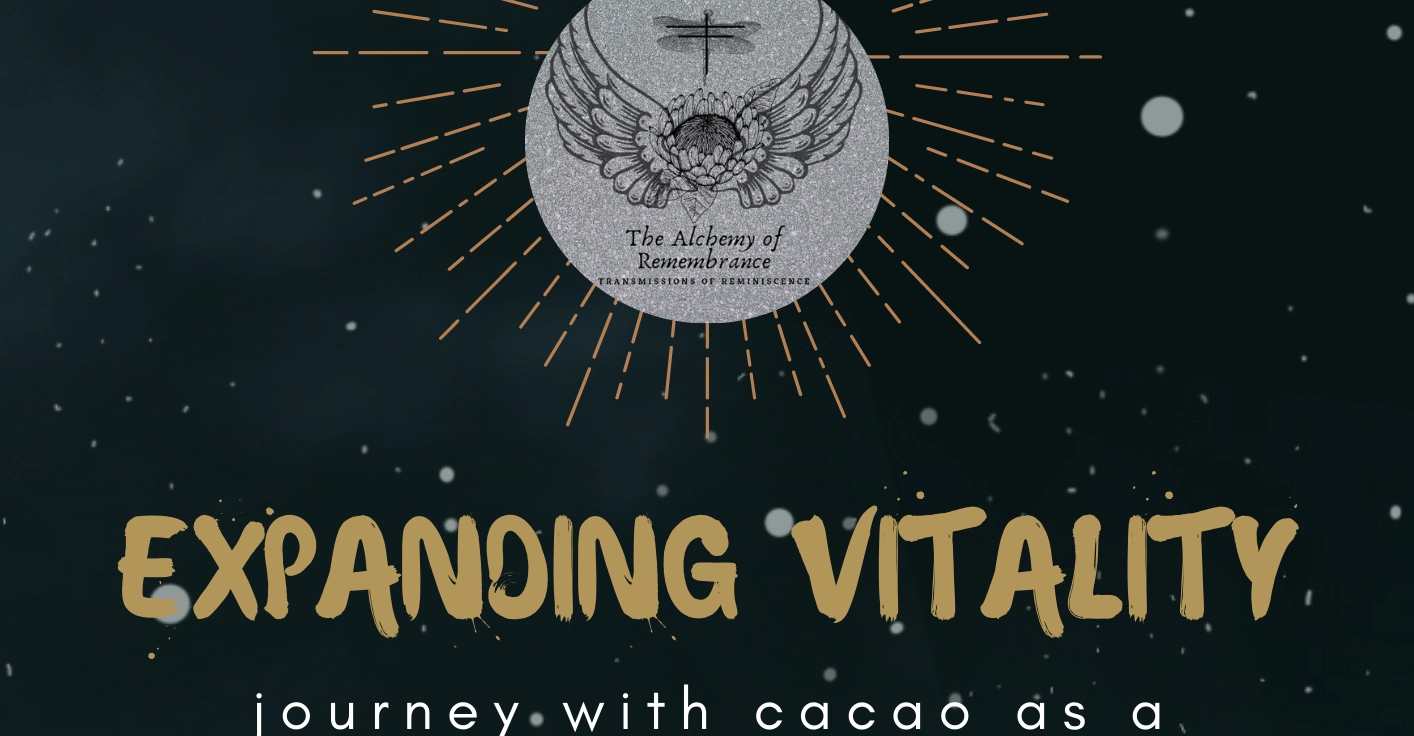 The Alchemy of
Remembrance
TRANSMISSIONS OF REMINISCENCE
EXPANDING VITALITY
journey with cacao as a